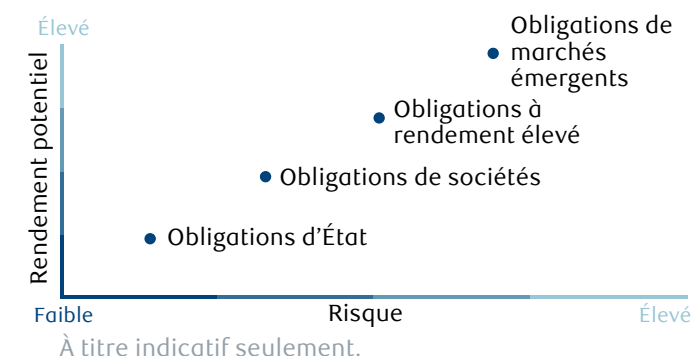 Élevé
Rendement potentiel
Obligations de
marchés
émergents
Obligations à
rendement élevé
Obligations de sociétés
Obligations d’État
Faible
Risque
Élevé
À titre indicatif seulement.